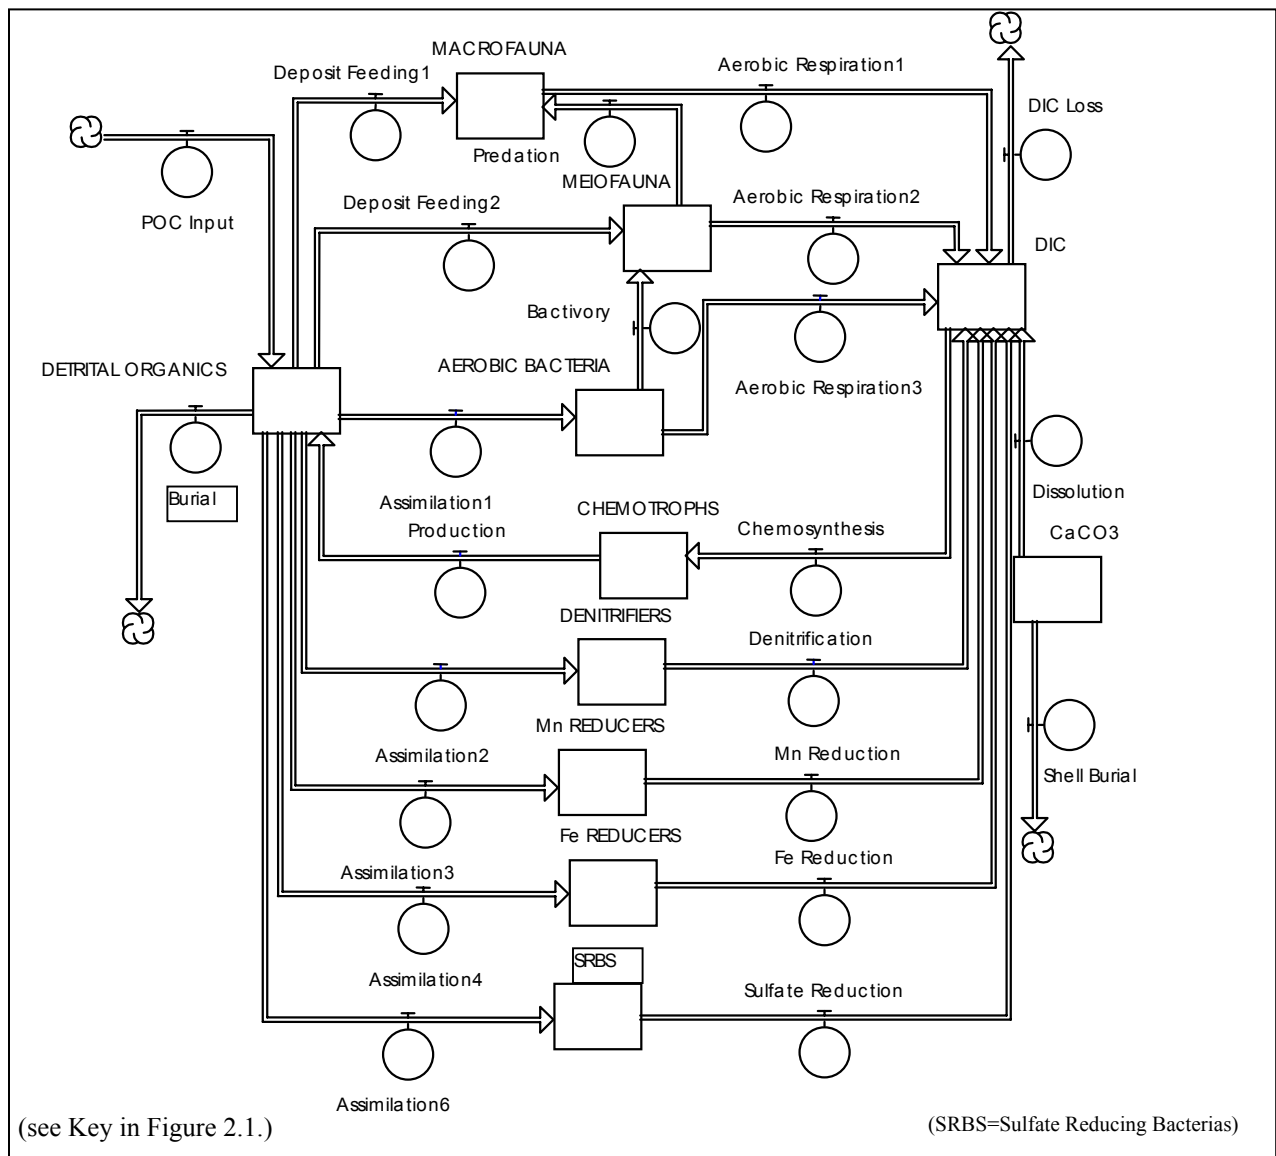 MACROFAUNA
Deposit Feeding1
Aerobic Respiration1
DIC Loss
Predation
MEIOFAUNA
POC Input
Deposit Feeding2
Aerobic Respiration2
DIC
Bactivory
DETRITAL ORGANICS
AEROBIC BACTERIA
Aerobic Respiration3
Burial
Assimilation1
Dissolution
CHEMOTROPHS
Production
Chemosynthesis
CaCO3
DENITRIFIERS
Denitrification
Mn REDUCERS
Assimilation2
Mn Reduction
Shell Burial
Fe REDUCERS
Assimilation3
Fe Reduction
SRBS
Assimilation4
Sulfate Reduction
Assimilation6
(see Key in Figure 2.1.)
(SRBS=Sulfate Reducing Bacterias)